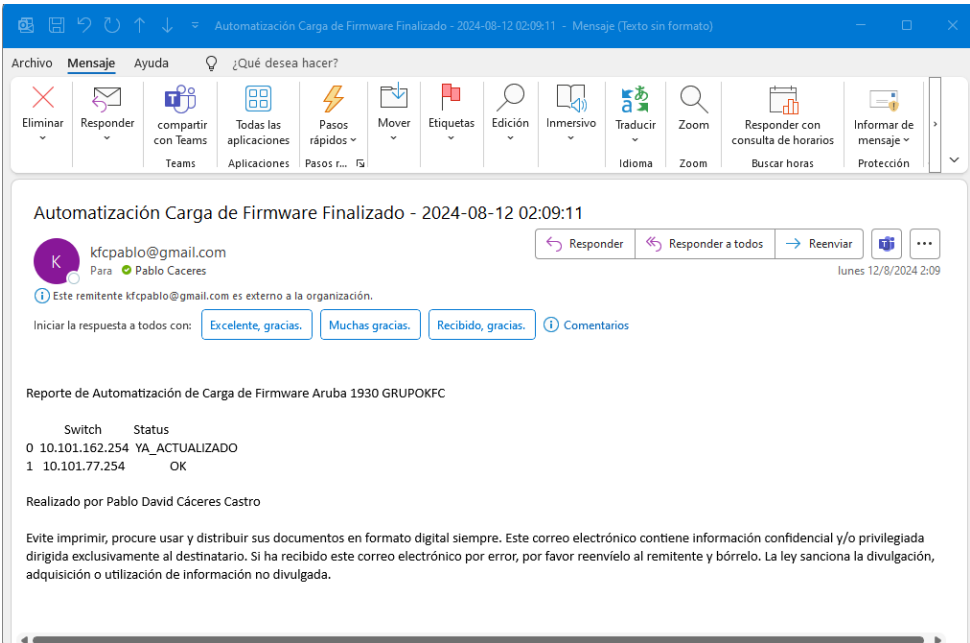 Automatización Carga de Firmware Finalizado - 2024-08-12 02:09:11 - Mensaje (Texto sin formato)
Archivo Mensaje Ayuda ¿Qué desea hacer?
Eliminar Responder compartir con Teams Todas las aplicaciones Pasos rápidos Mover Etiquetas Edición Inmersivo Traducir Zoom Responder con consulta de horarios Informar de mensaje
Teams Aplicaciones Pasos r... Idioma Zoom Buscar horas Protección
Automatización Carga de Firmware Finalizado - 2024-08-12 02:09:11
K
kfcpablo@gmail.com
Para Pablo Caceres
Responder Responder a todos Reenviar
lunes 12/8/2024 2:09
Este remitente kfcpablo@gmail.com es externo a la organización.
Iniciar la respuesta a todos con: Excelente, gracias. Muchas gracias. Recibido, gracias. Comentarios
Reporte de Automatización de Carga de Firmware Aruba 1930 GRUPOKFC
Switch Status
0 10.101.162.254 YA_ACTUALIZADO
1 10.101.77.254 OK
Realizado por Pablo David Cáceres Castro
Evite imprimir, procure usar y distribuir sus documentos en formato digital siempre. Este correo electrónico contiene información confidencial y/o privilegiada
dirigida exclusivamente al destinatario. Si ha recibido este correo electrónico por error, por favor reenvíelo al remitente y bórrelo. La ley sanciona la divulgación,
adquisición o utilización de información no divulgada.